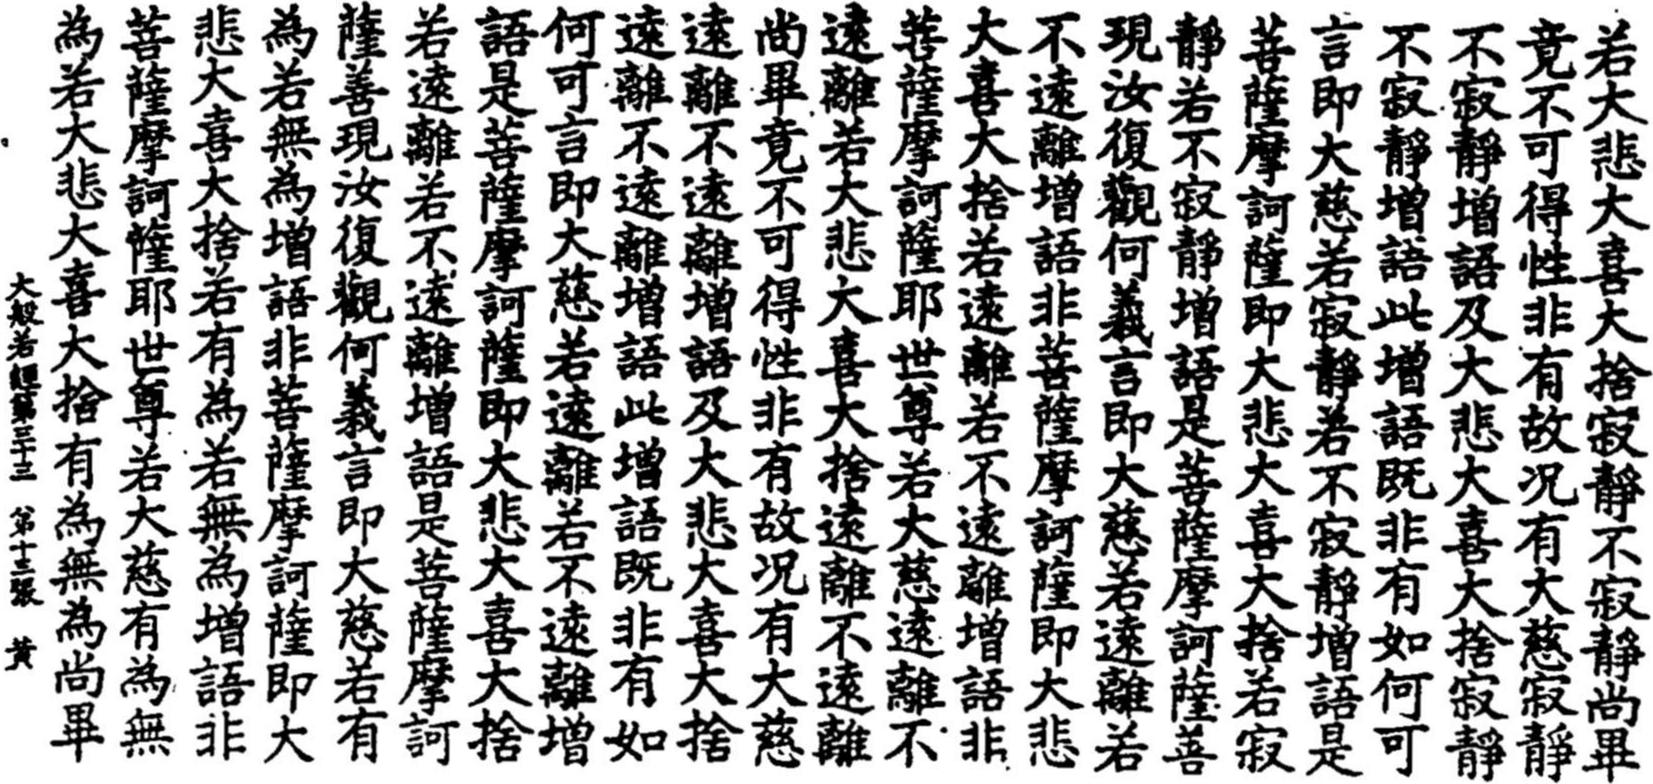 若大悲大喜大捨寂靜不寂靜尚畢
竟不可得性非有故况有大慈寂靜
不寂靜增語及大悲大喜大捨寂靜
不寂靜增語此增語既非有如何可
言即大慈若寂靜若不寂靜增語是
菩薩摩訶薩即大悲大喜大捨若寂
靜若不寂靜增語是菩薩摩訶薩善
現汝復觀何義言即大慈若遠離若
不遠離增語非菩薩摩訶薩即大悲
大喜大捨若遠離若不遠離增語非
菩薩摩訶薩耶世尊若大慈遠離不
遠離若大悲大喜大捨遠離不遠離
尚畢竟不可得性非有故况有大慈
遠離不遠離增語及大悲大喜大捨
遠離不遠離增語此增語既非有如
何可言即大慈若遠離若不遠離增
語是菩薩摩訶薩即大悲大喜大捨
若遠離若不遠離增語是菩薩摩訶
薩善現汝復觀何義言即大慈若有
為若無為增語非菩薩摩訶薩即大
悲大喜大捨若有為若無為增語非
菩薩摩訶薩耶世尊若大慈有為無
為若大悲大喜大捨有為無為尚畢
大般若經第三十三 第十三張 黃